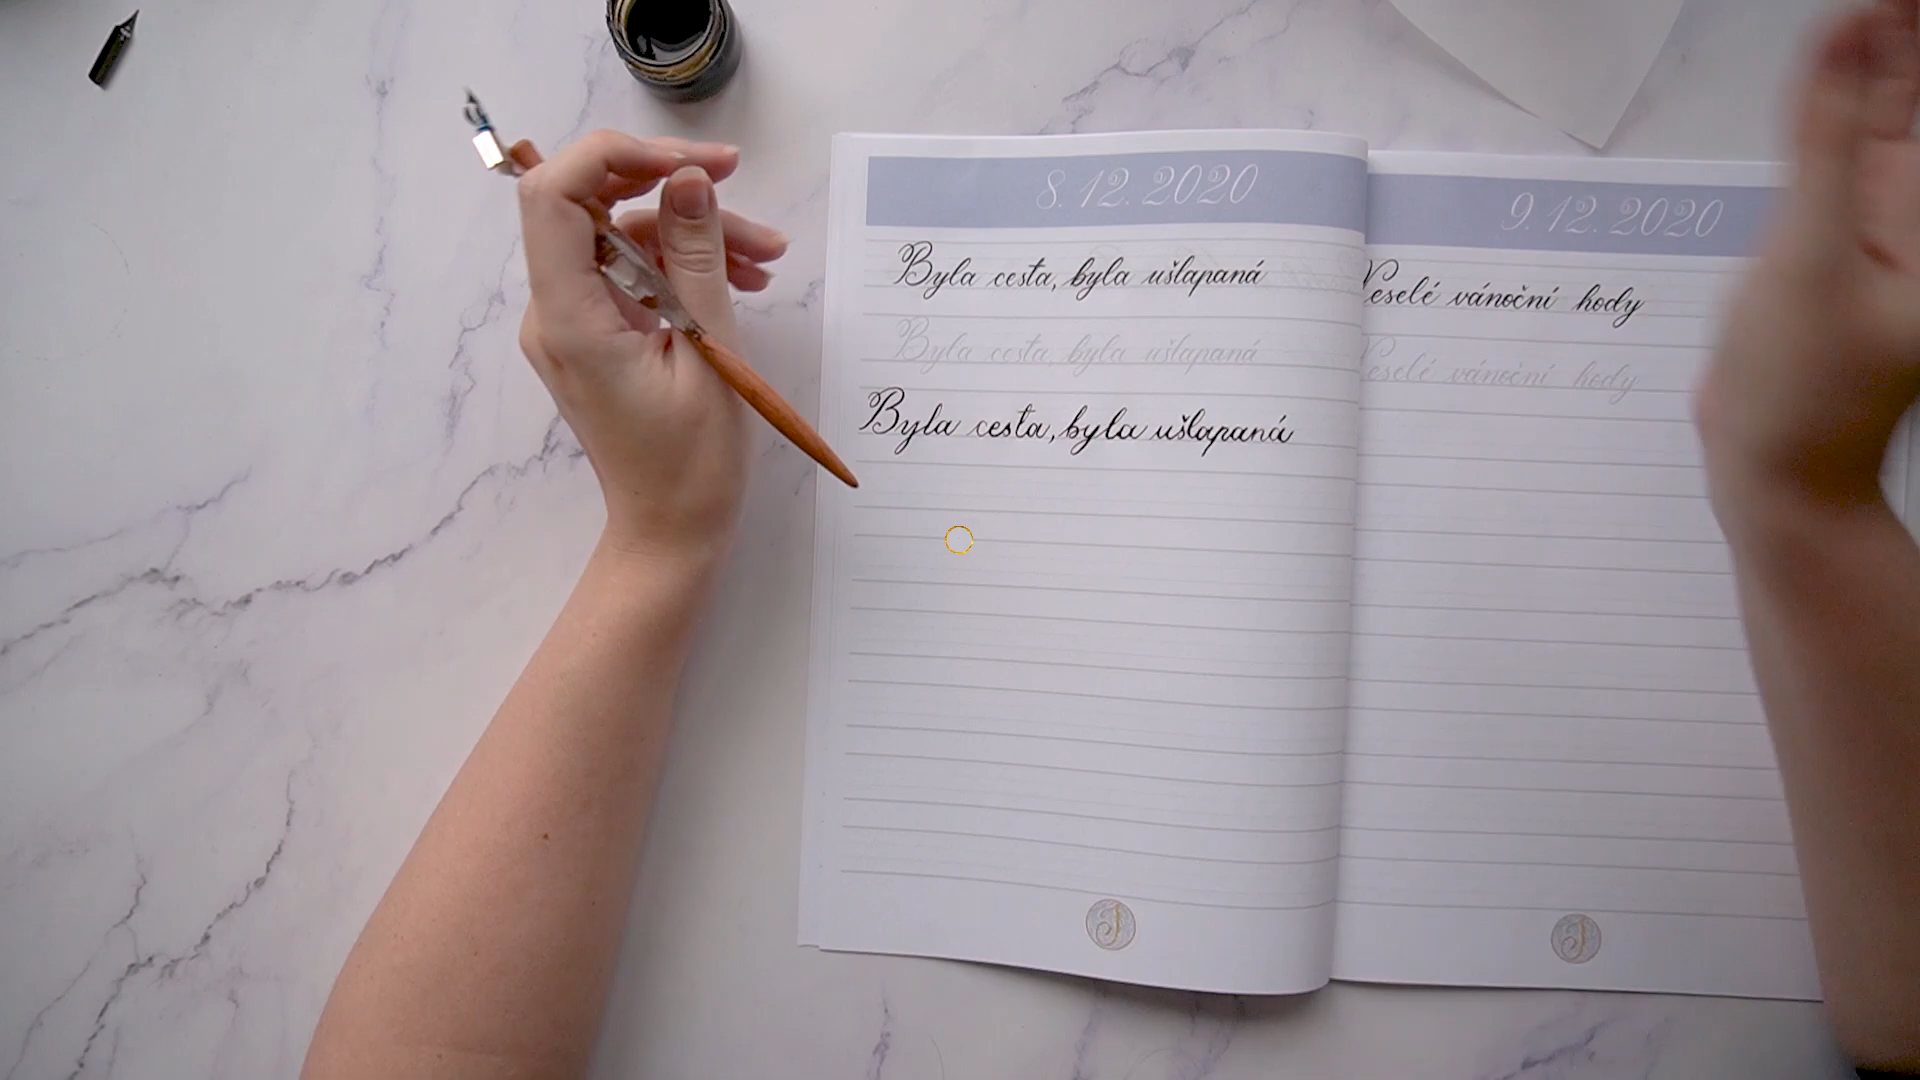 8. 12. 2020
Byla cesta, byla ušlapaná
Byla cesta, byla ušlapaná
Byla cesta, byla ušlapaná
J
9. 12. 2020
Veselé vánoční hody
Veselé vánoční hody
J